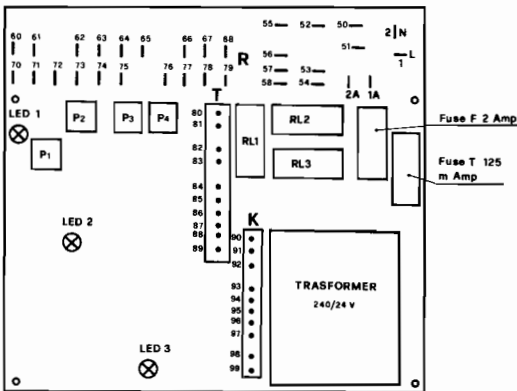 55 52 50
60 61 62 63 64 65 66 67 68
2 N
51
R
56
L
1
70 71 72 73 74 75 76 77 78 79
57 53
58 54
2A 1A
T
LED 1
P2 P3 P4
80
81
RL1
RL2
Fuse F 2 Amp
P1
82
83
RL3
Fuse T 125
m Amp
84
85
86
87
88
89
LED 2
K
90
91
92
93
94
95
96
97
98
99
TRASFORMER
240/24 V
LED 3